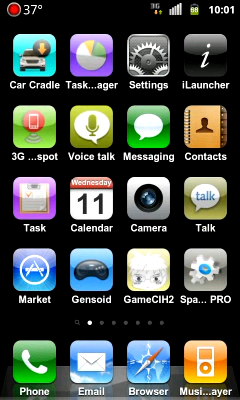 37° 3G 10:01
Car Cradle Task...ager Settings iLauncher
3G ...spot Voice talk Messaging Contacts
Wednesday
11
talk
Task Calendar Camera Talk
Market Gensoid GameCIH2 Spa... PRO
Phone Email Browser Musi...ayer